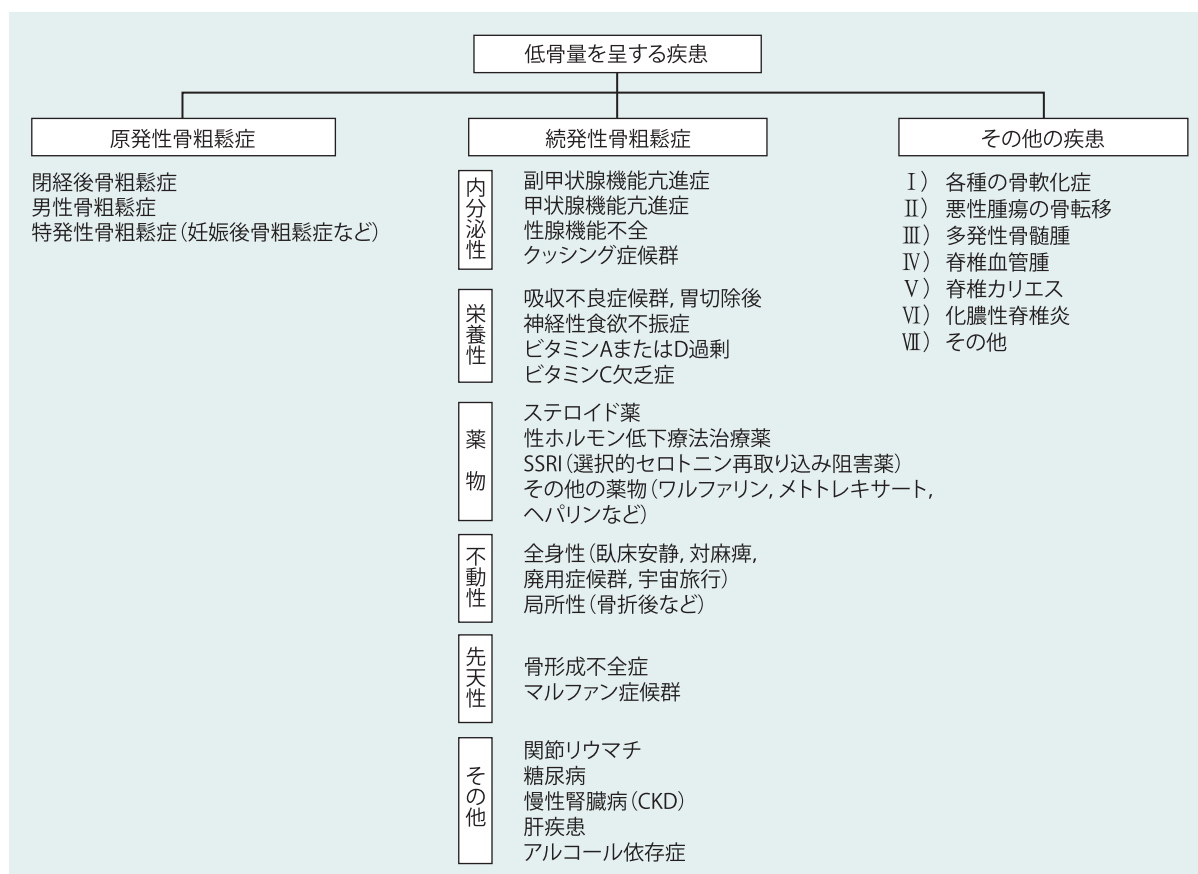 低骨量を呈する疾患
原発性骨粗鬆症
閉経後骨粗鬆症
男性骨粗鬆症
特発性骨粗鬆症(妊娠後骨粗鬆症など)
続発性骨粗鬆症
内分泌性
副甲状腺機能亢進症
甲状腺機能亢進症
性腺機能不全
クッシング症候群
栄養性
吸収不良症候群, 胃切除後
神経性食欲不振症
ビタミンAまたはD過剰
ビタミンC欠乏症
薬物
ステロイド薬
性ホルモン低下療法治療薬
SSRI(選択的セロトニン再取り込み阻害薬)
その他の薬物(ワルファリン, メトトレキサート,
ヘパリンなど)
不動性
全身性(臥床安静, 対麻痺,
廃用症候群, 宇宙旅行)
局所性(骨折後など)
先天性
骨形成不全症
マルファン症候群
その他
関節リウマチ
糖尿病
慢性腎臓病(CKD)
肝疾患
アルコール依存症
その他の疾患
Ⅰ) 各種の骨軟化症
Ⅱ) 悪性腫瘍の骨転移
Ⅲ) 多発性骨髄腫
Ⅳ) 脊椎血管腫
Ⅴ) 脊椎カリエス
Ⅵ) 化膿性脊椎炎
Ⅶ) その他